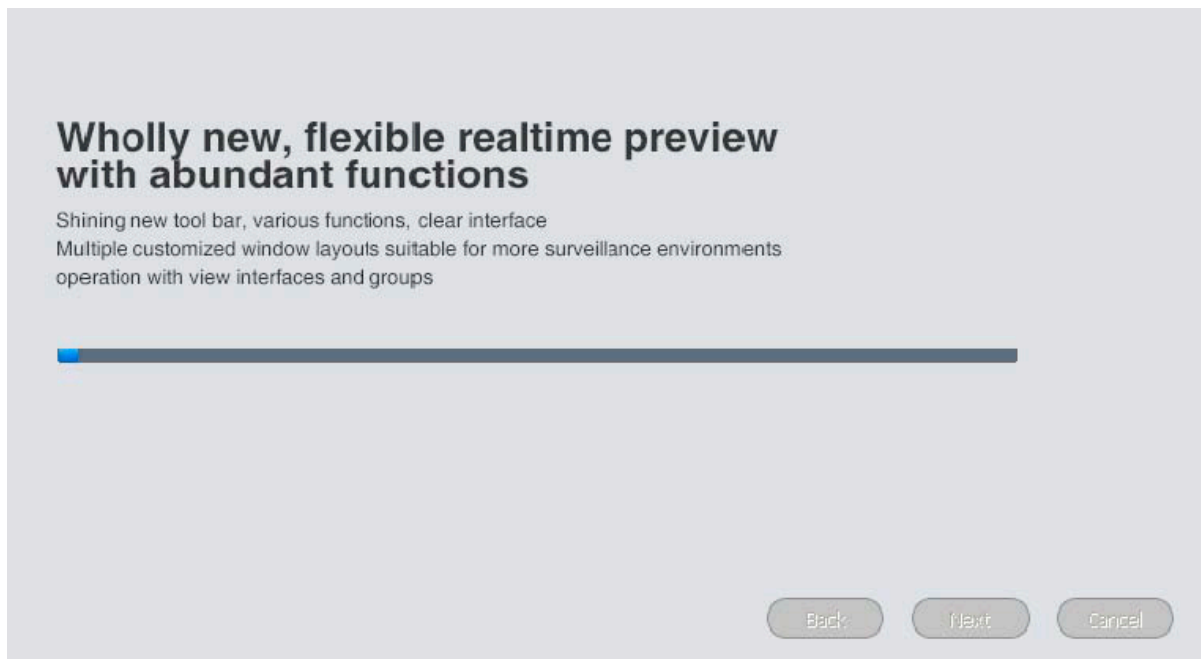 Wholly new, flexible realtime preview
with abundant functions
Shining new tool bar, various functions, clear interface
Multiple customized window layouts suitable for more surveillance environments
operation with view interfaces and groups
Back
Next
Cancel